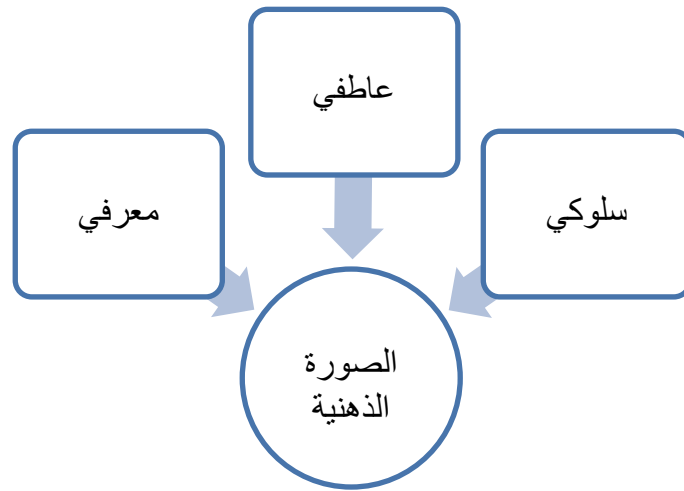 عاطفي
سلوكي
معرفي
الصورة
الذهنية